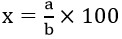 x = a/b × 100